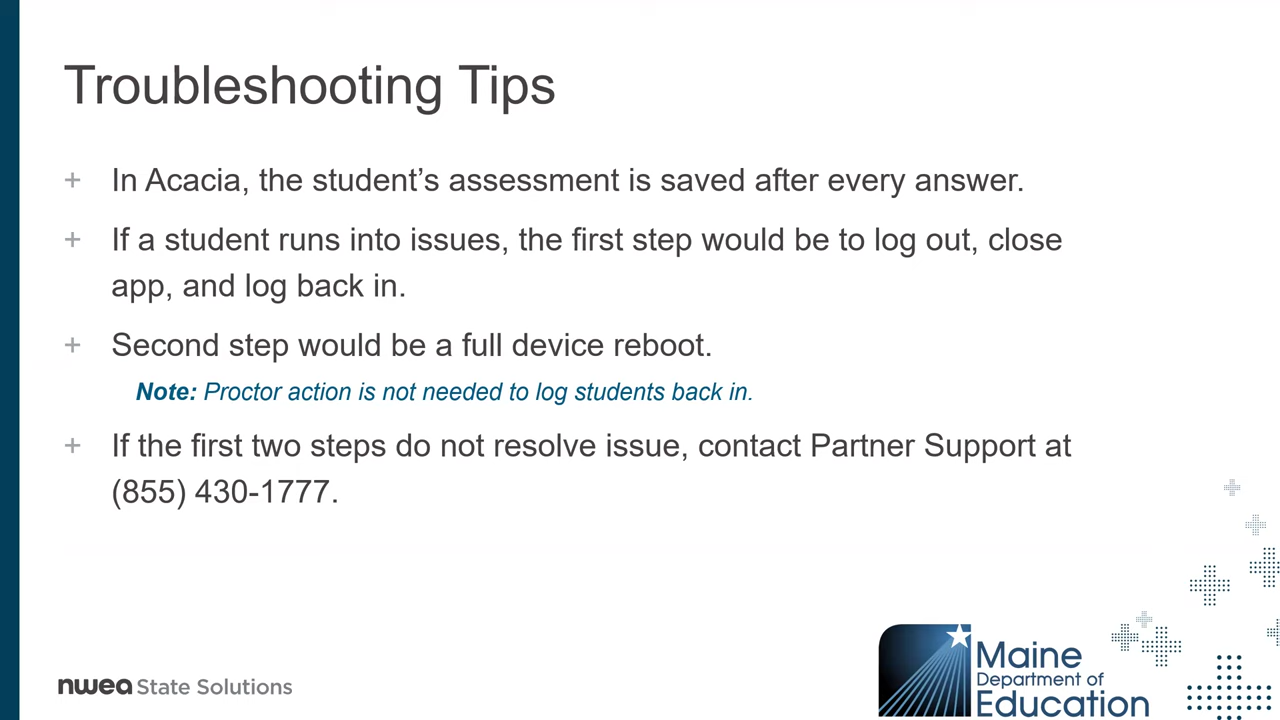 Troubleshooting Tips
+ In Acacia, the student’s assessment is saved after every answer.
+ If a student runs into issues, the first step would be to log out, close
app, and log back in.
+ Second step would be a full device reboot.
Note: Proctor action is not needed to log students back in.
+ If the first two steps do not resolve issue, contact Partner Support at
(855) 430-1777.
nwea State Solutions
Maine
Department of
Education